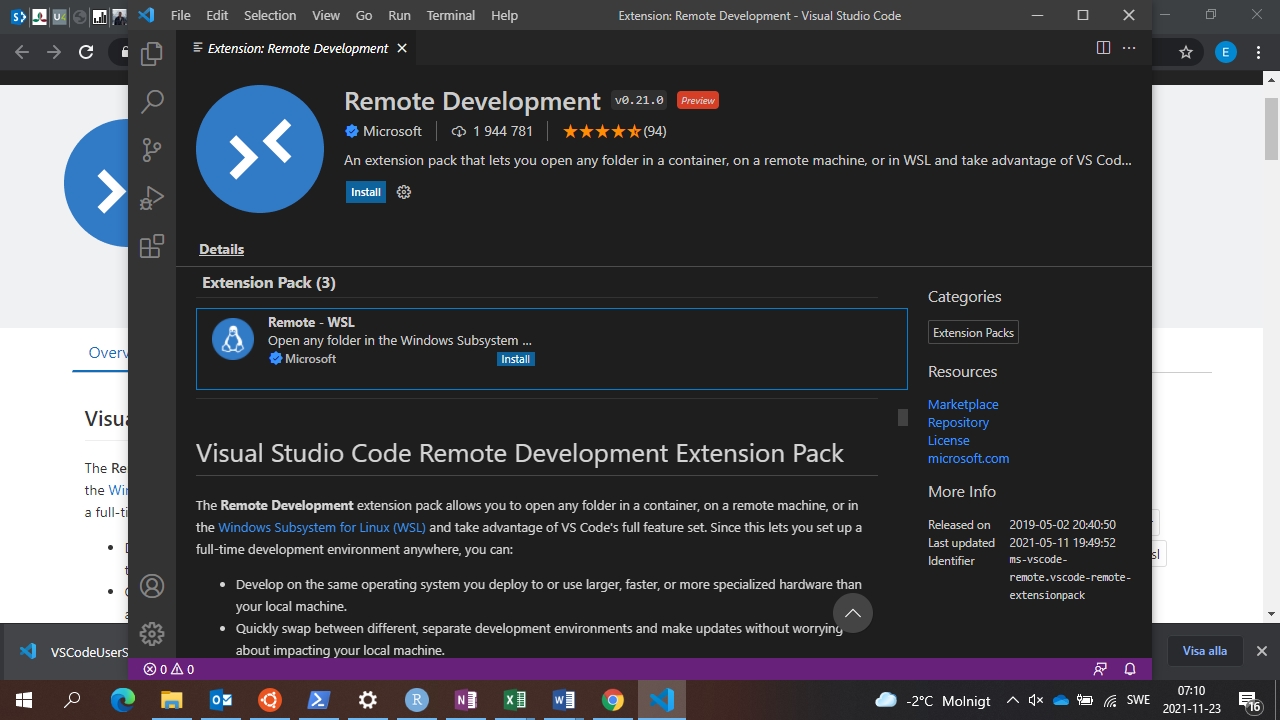 File Edit Selection View Go Run Terminal Help
Extension: Remote Development - Visual Studio Code
Extension: Remote Development
Remote Development v0.21.0 Preview
Microsoft 1 944 781 (94)
An extension pack that lets you open any folder in a container, on a remote machine, or in WSL and take advantage of VS Cod...
Install
Details
Extension Pack (3)
Remote - WSL
Open any folder in the Windows Subsystem ...
Microsoft Install
Visual Studio Code Remote Development Extension Pack
The Remote Development extension pack allows you to open any folder in a container, on a remote machine, or in
the Windows Subsystem for Linux (WSL) and take advantage of VS Code's full feature set. Since this lets you set up a
full-time development environment anywhere, you can:
• Develop on the same operating system you deploy to or use larger, faster, or more specialized hardware than
your local machine.
• Quickly swap between different, separate development environments and make updates without worrying
about impacting your local machine.
Categories
Extension Packs
Resources
Marketplace
Repository
License
microsoft.com
More Info
Released on 2019-05-02 20:40:50
Last updated 2021-05-11 19:49:52
Identifier ms-vscode-
remote.vscode-remote-
extensionpack
0 0
E
Overv
Visua
The Re
the Win
a full-ti
VSCodeUserS
Visa alla
-2°C Molnigt
SWE
07:10
2021-11-23
16